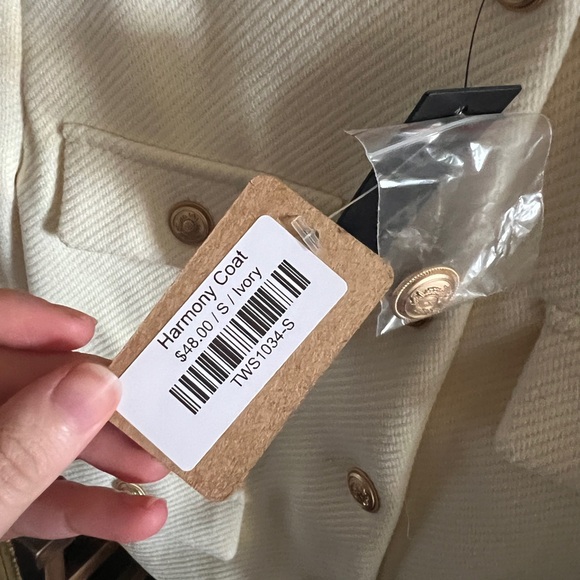 Harmony Coat
$48.00 / S / Ivory
TWS1034-S